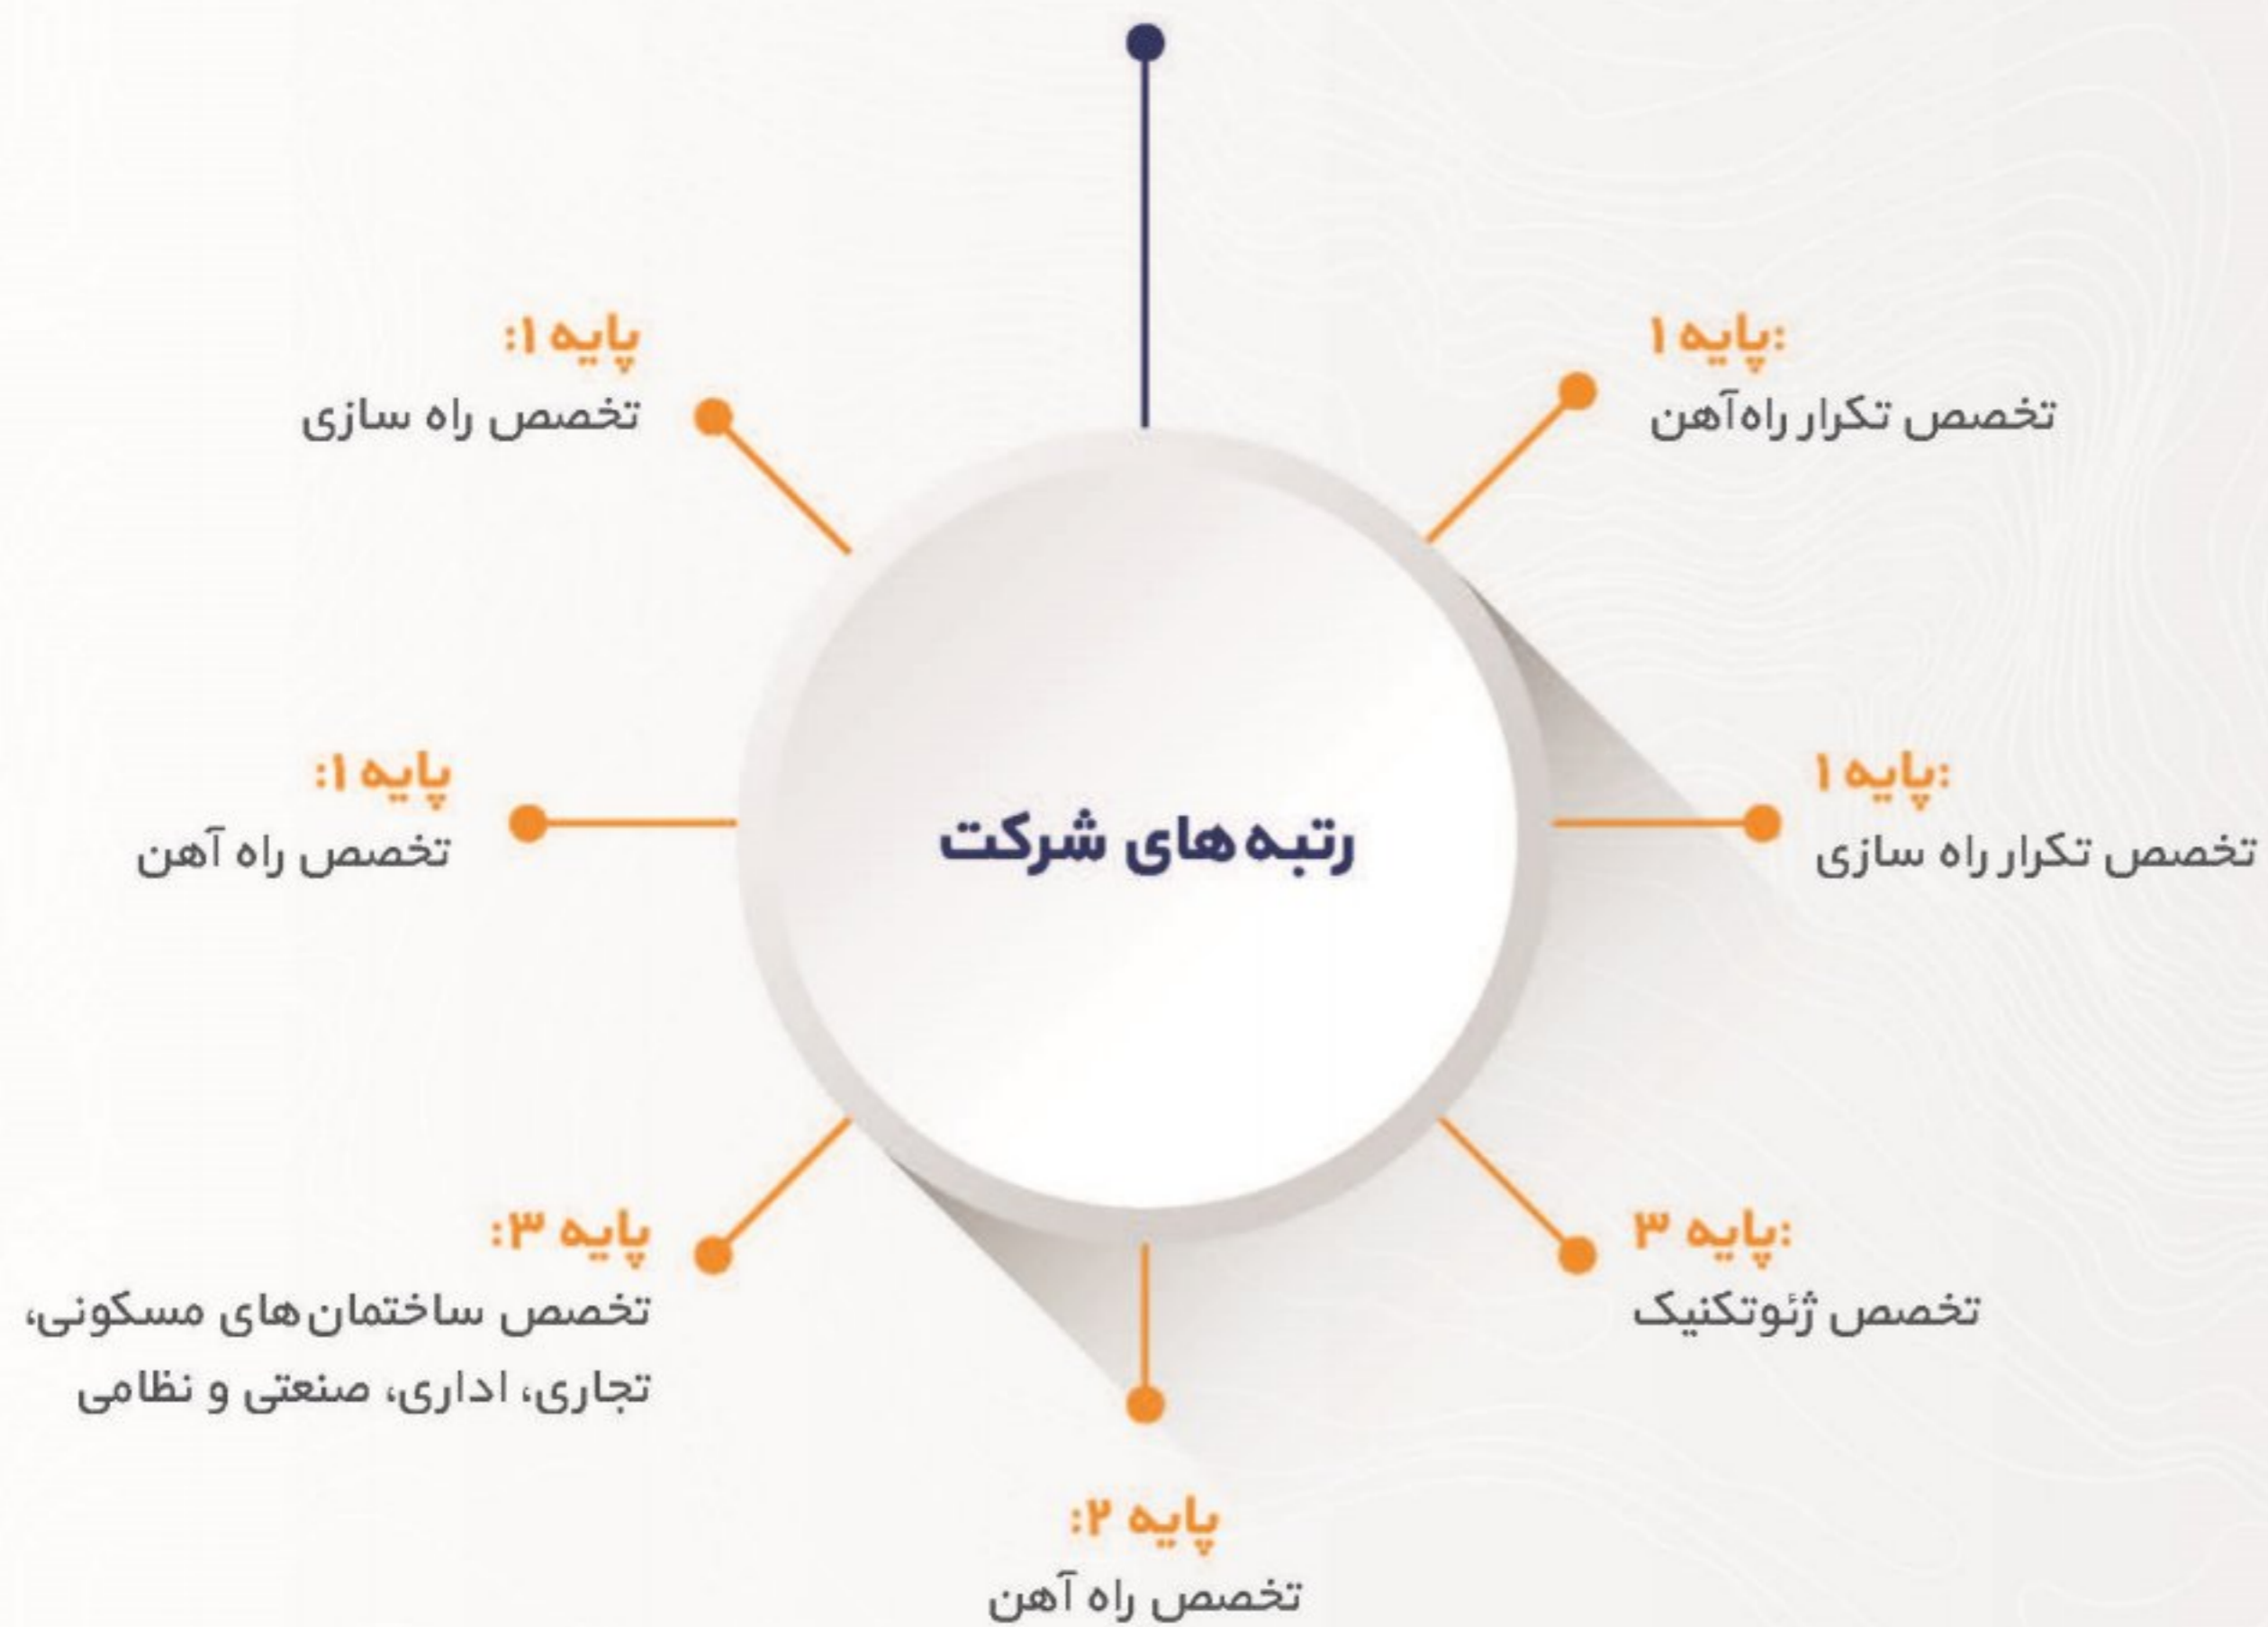 پایه ۱:
تخصص تکرار راه‌آهن
پایه ۱:
تخصص راه سازی
پایه ۱:
تخصص تکرار راه سازی
رتبه‌های شرکت
پایه ۱:
تخصص راه آهن
پایه ۳:
تخصص ژئوتکنیک
پایه ۳:
تخصص ساختمان‌های مسکونی،
تجاری، اداری، صنعتی و نظامی
پایه ۲:
تخصص راه آهن